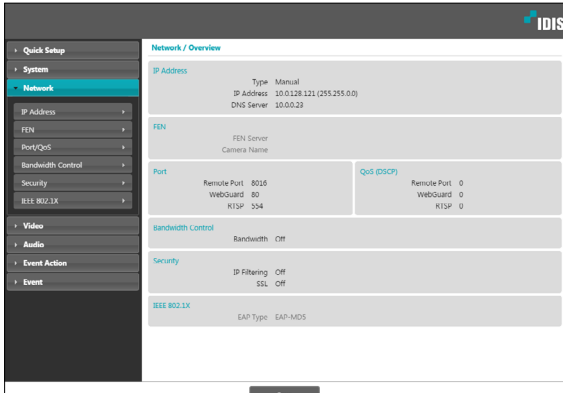 IDIS
Quick Setup
System
Network
IP Address
FEN
Port/QoS
Bandwidth Control
Security
IEEE 802.1X
Video
Audio
Event Action
Event
Network / Overview
IP Address
Type Manual
IP Address 10.0.128.121 (255.255.0.0)
DNS Server 10.0.0.23
FEN
FEN Server
Camera Name
Port
Remote Port 8016
WebGuard 80
RTSP 554
QoS (DSCP)
Remote Port 0
WebGuard 0
RTSP 0
Bandwidth Control
Bandwidth Off
Security
IP Filtering Off
SSL Off
IEEE 802.1X
EAP Type EAP-MD5